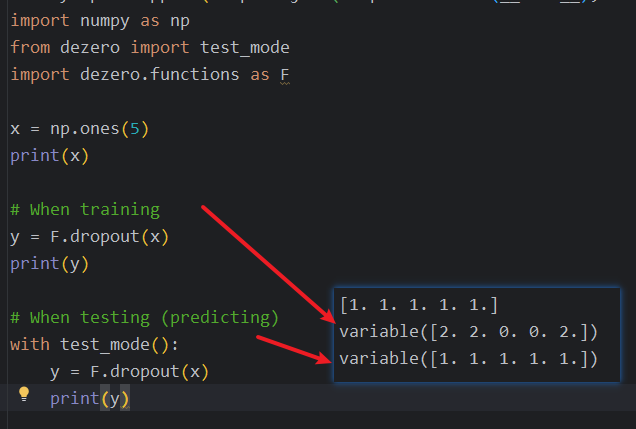 import numpy as np
from dezero import test_mode
import dezero.functions as F
x = np.ones(5)
print(x)
# When training
y = F.dropout(x)
print(y)
# When testing (predicting)
with test_mode():
y = F.dropout(x)
print(y)
[1. 1. 1. 1. 1.]
variable([2. 2. 0. 0. 2.])
variable([1. 1. 1. 1. 1.])